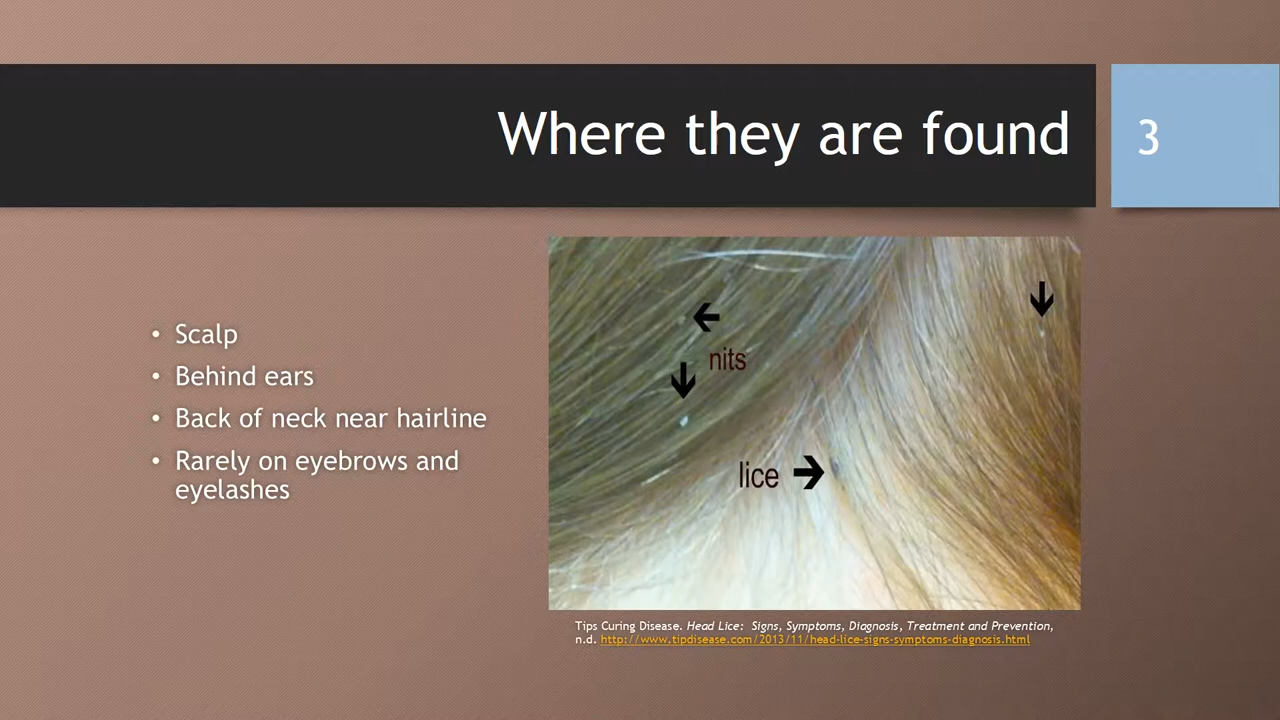 Where they are found
3
• Scalp
• Behind ears
• Back of neck near hairline
• Rarely on eyebrows and
eyelashes
nits
lice
Tips Curing Disease. Head Lice: Signs, Symptoms, Diagnosis, Treatment and Prevention,
n.d. http://www.tipdisease.com/2013/11/head-lice-signs-symptoms-diagnosis.html